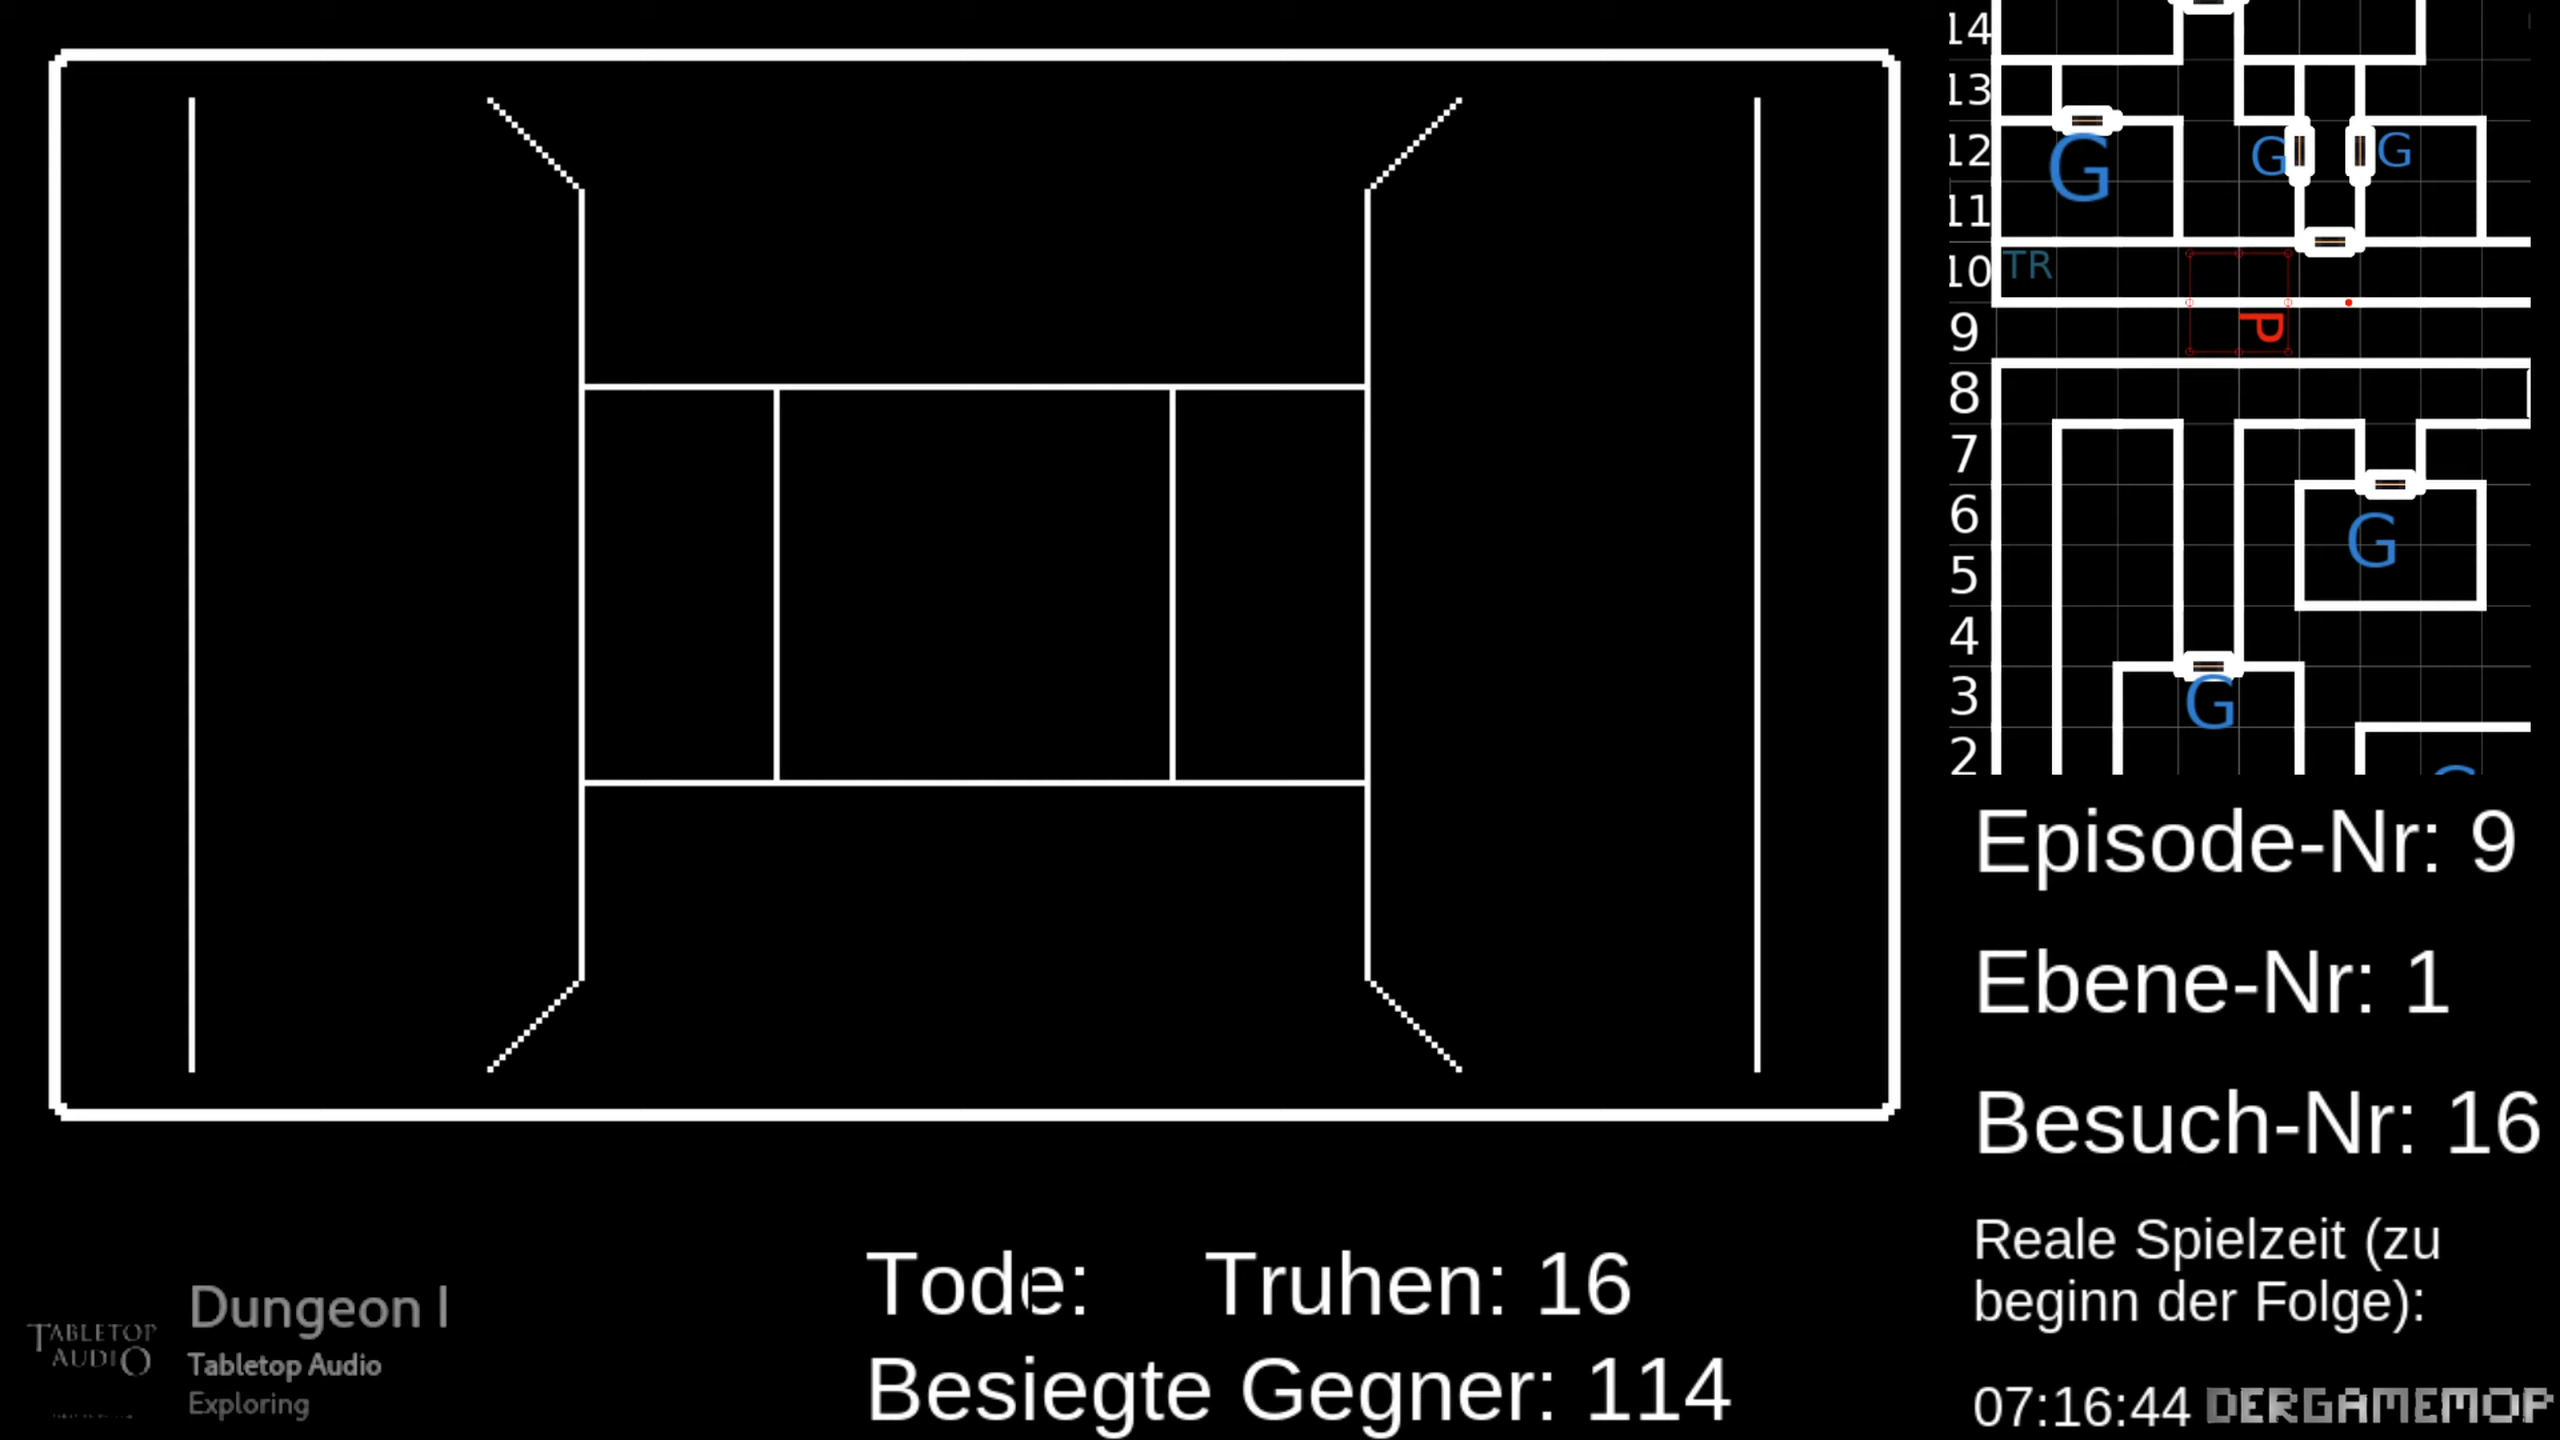 14
13
12
G
G
G
11
10
TR
9
P
8
7
6
G
5
4
3
G
2
Episode-Nr: 9
Ebene-Nr: 1
Besuch-Nr: 16
Reale Spielzeit (zu
beginn der Folge):
07:16:44
DERGAMEMOP
Tode:
Truhen: 16
Besiegte Gegner: 114
TABLETOP
AUDIO
Dungeon I
Tabletop Audio
Exploring